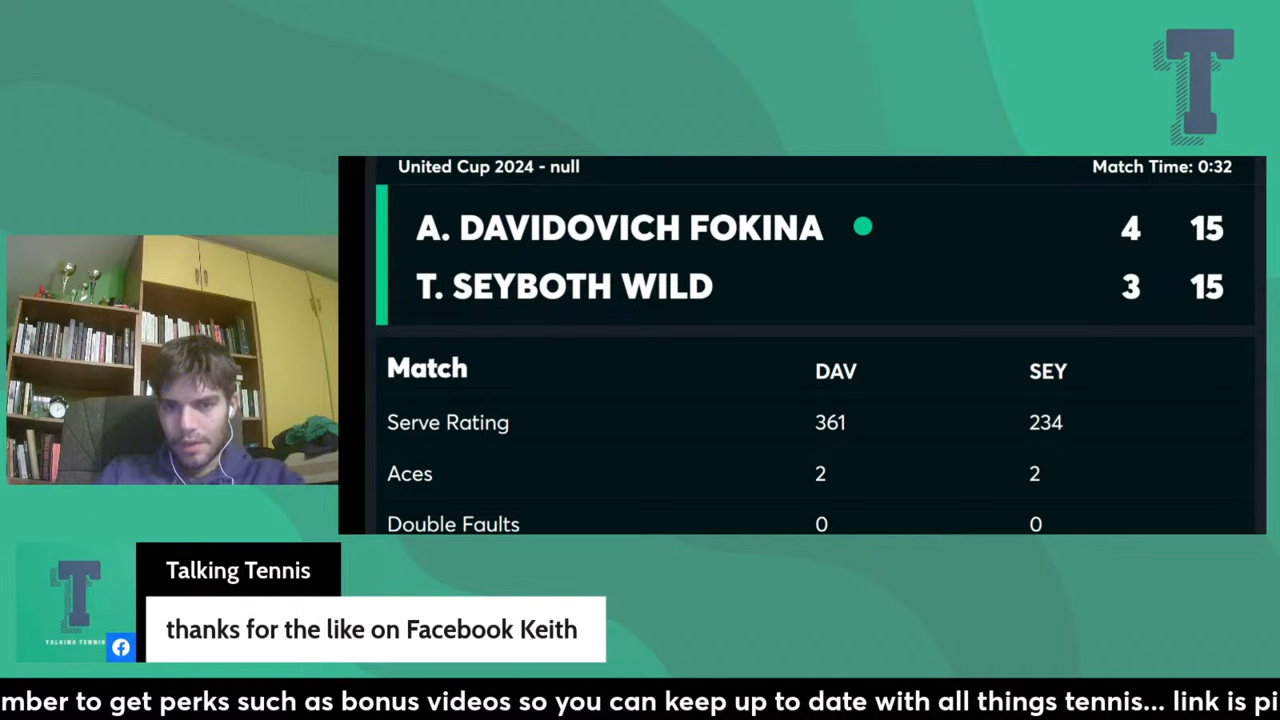 T
United Cup 2024 - null
Match Time: 0:32
A. DAVIDOVICH FOKINA 4 15
T. SEYBOTH WILD 3 15
Match DAV SEY
Serve Rating 361 234
Aces 2 2
Double Faults 0 0
T
TALKING TENNIS
Talking Tennis
thanks for the like on Facebook Keith
mber to get perks such as bonus videos so you can keep up to date with all things tennis... link is pi